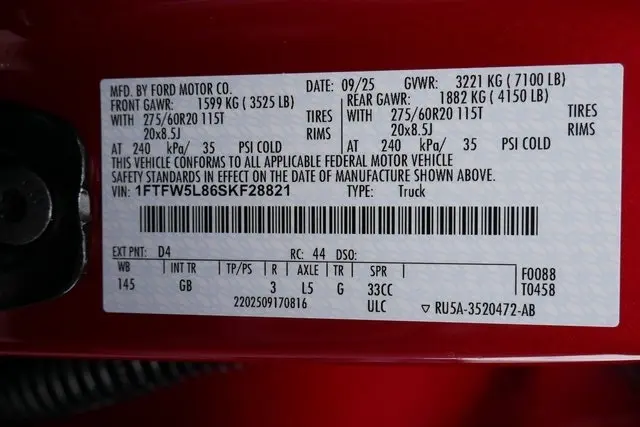 MFD. BY FORD MOTOR CO. DATE: 09/25 GVWR: 3221 KG ( 7100 LB)
FRONT GAWR: 1599 KG ( 3525 LB) REAR GAWR: 1882 KG ( 4150 LB)
WITH 275/60R20 115T TIRES WITH 275/60R20 115T TIRES
20x8.5J RIMS 20x8.5J RIMS
AT 240 kPa/ 35 PSI COLD AT 240 kPa/ 35 PSI COLD
THIS VEHICLE CONFORMS TO ALL APPLICABLE FEDERAL MOTOR VEHICLE
SAFETY STANDARDS IN EFFECT ON THE DATE OF MANUFACTURE SHOWN ABOVE.
VIN: 1FTFW5L86SKF28821 TYPE: Truck
EXT PNT: D4 RC: 44 DSO:
WB INT TR TP/PS R AXLE TR SPR F0088
145 GB 3 L5 G 33CC T0458
2202509170816 ULC ▽ RU5A-3520472-AB